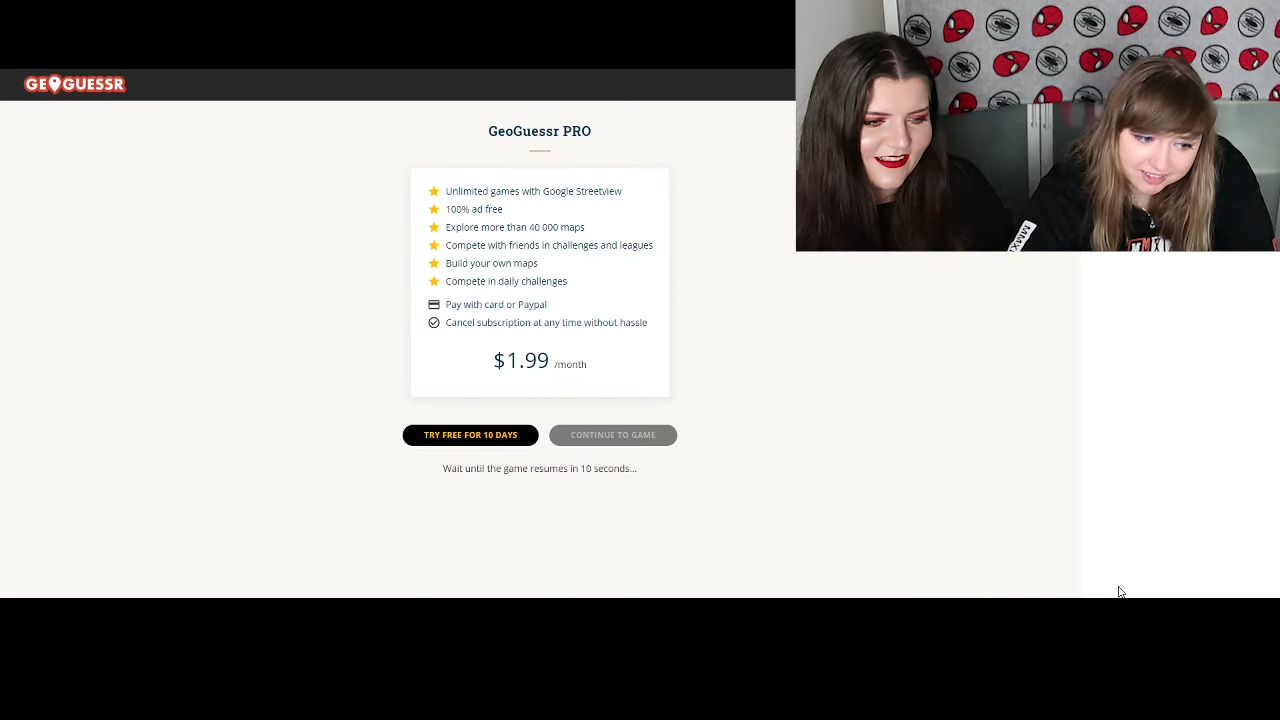 GEOGUESSR
GeoGuessr PRO
Unlimited games with Google Streetview
100% ad free
Explore more than 40 000 maps
Compete with friends in challenges and leagues
Build your own maps
Compete in daily challenges
Pay with card or Paypal
Cancel subscription at any time without hassle
$1.99 /month
TRY FREE FOR 10 DAYS
CONTINUE TO GAME
Wait until the game resumes in 10 seconds...